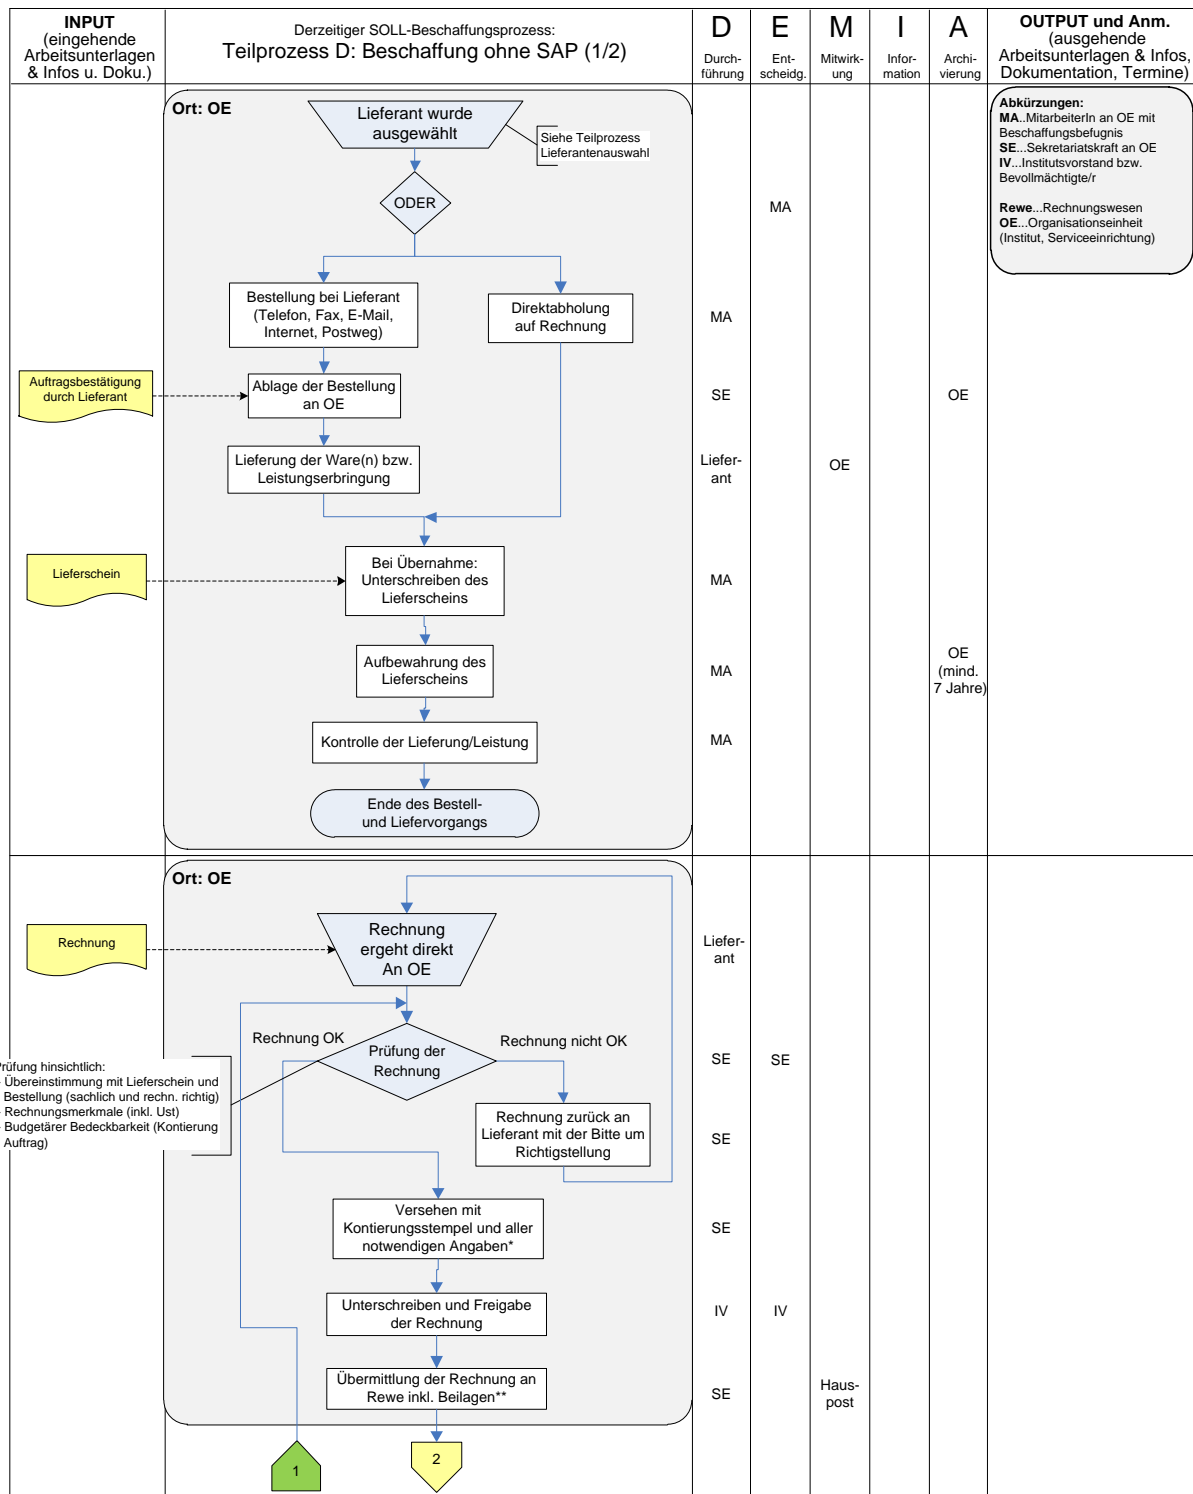 INPUT
(eingehende
Arbeitsunterlagen
& Infos u. Doku.)
Derzeitiger SOLL-Beschaffungsprozess:
Teilprozess D: Beschaffung ohne SAP (1/2)
D
Durch-
führung
E
Ent-
scheidg.
M
Mitwirk-
ung
I
Infor-
mation
A
Archi-
vierung
OUTPUT und Anm.
(ausgehende
Arbeitsunterlagen & Infos,
Dokumentation, Termine)
Ort: OE
Lieferant wurde
ausgewählt
Siehe Teilprozess
Lieferantenauswahl
Abkürzungen:
MA..MitarbeiterIn an OE mit
Beschaffungsbefugnis
SE...Sekretariatskraft an OE
IV...Institutsvorstand bzw.
Bevollmächtigte/r
Rewe...Rechnungswesen
OE...Organisationseinheit
(Institut, Serviceeinrichtung)
ODER
MA
Bestellung bei Lieferant
(Telefon, Fax, E-Mail,
Internet, Postweg)
Direktabholung
auf Rechnung
MA
Auftragsbestätigung
durch Lieferant
Ablage der Bestellung
an OE
SE
OE
Lieferung der Ware(n) bzw.
Leistungserbringung
Liefer-
ant
OE
Lieferschein
Bei Übernahme:
Unterschreiben des
Lieferscheins
MA
Aufbewahrung des
Lieferscheins
MA
OE
(mind.
7 Jahre)
Kontrolle der Lieferung/Leistung
MA
Ende des Bestell-
und Liefervorgangs
Ort: OE
Rechnung
Rechnung
ergeht direkt
An OE
Liefer-
ant
Rechnung OK
Rechnung nicht OK
Prüfung der
Rechnung
SE
SE
Prüfung hinsichtlich:
- Übereinstimmung mit Lieferschein und
Bestellung (sachlich und rechn. richtig)
- Rechnungsmerkmale (inkl. Ust)
- Budgetärer Bedeckbarkeit (Kontierung
Auftrag)
Rechnung zurück an
Lieferant mit der Bitte um
Richtigstellung
SE
Versehen mit
Kontierungsstempel und aller
notwendigen Angaben*
SE
Unterschreiben und Freigabe
der Rechnung
IV
IV
Übermittlung der Rechnung an
Rewe inkl. Beilagen**
SE
Haus-
post
1
2